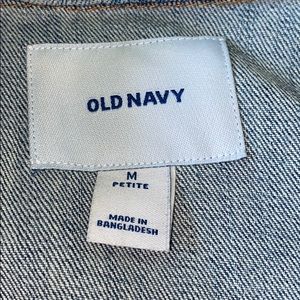 OLD NAVY
M
PETITE
MADE IN
BANGLADESH